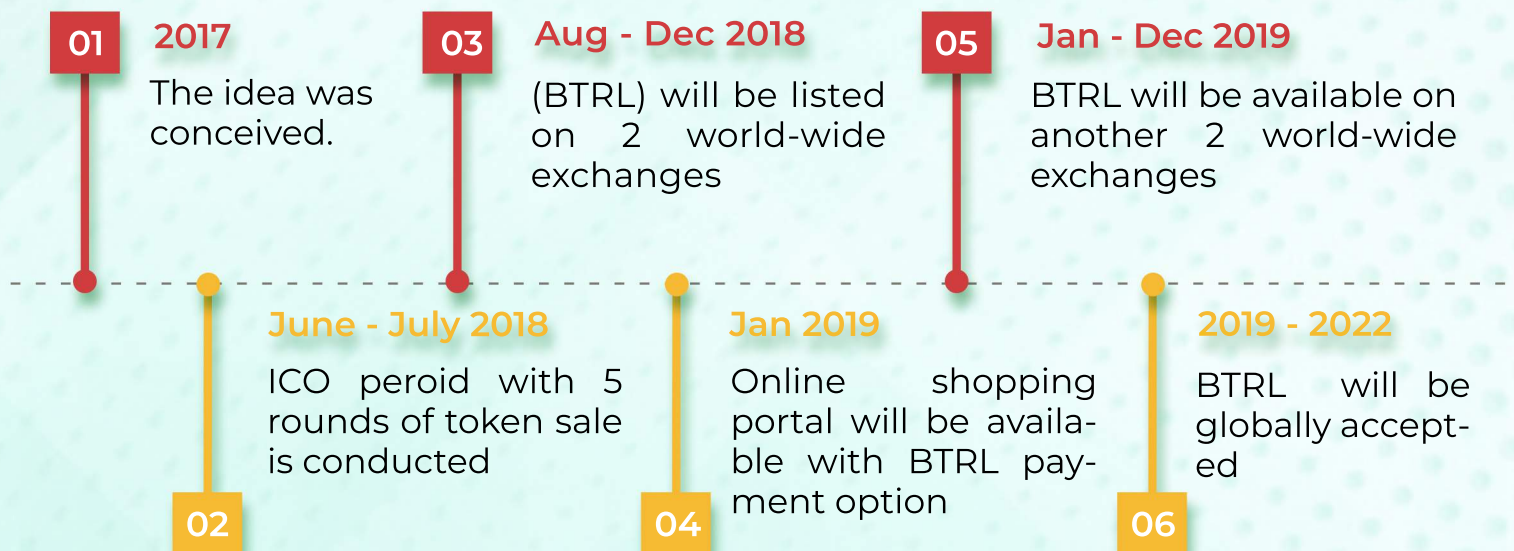 01
2017
The idea was
conceived.
02
June - July 2018
ICO peroid with 5
rounds of token sale
is conducted
03
Aug - Dec 2018
(BTRL) will be listed
on 2 world-wide
exchanges
04
Jan 2019
Online shopping
portal will be availa-
ble with BTRL pay-
ment option
05
Jan - Dec 2019
BTRL will be available on
another 2 world-wide
exchanges
06
2019 - 2022
BTRL will be
globally accept-
ed